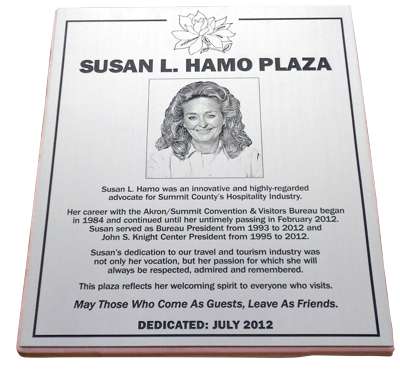 SUSAN L. HAMO PLAZA
Susan L. Hamo was an innovative and highly-regarded
advocate for Summit County's Hospitality Industry.
Her career with the Akron/Summit Convention & Visitors Bureau began
in 1984 and continued until her untimely passing in February 2012.
Susan served as Bureau President from 1993 to 2012 and
John S. Knight Center President from 1995 to 2012.
Susan's dedication to our travel and tourism industry was
not only her vocation, but her passion for which she will
always be respected, admired and remembered.
This plaza reflects her welcoming spirit to everyone who visits.
May Those Who Come As Guests, Leave As Friends.
DEDICATED: JULY 2012